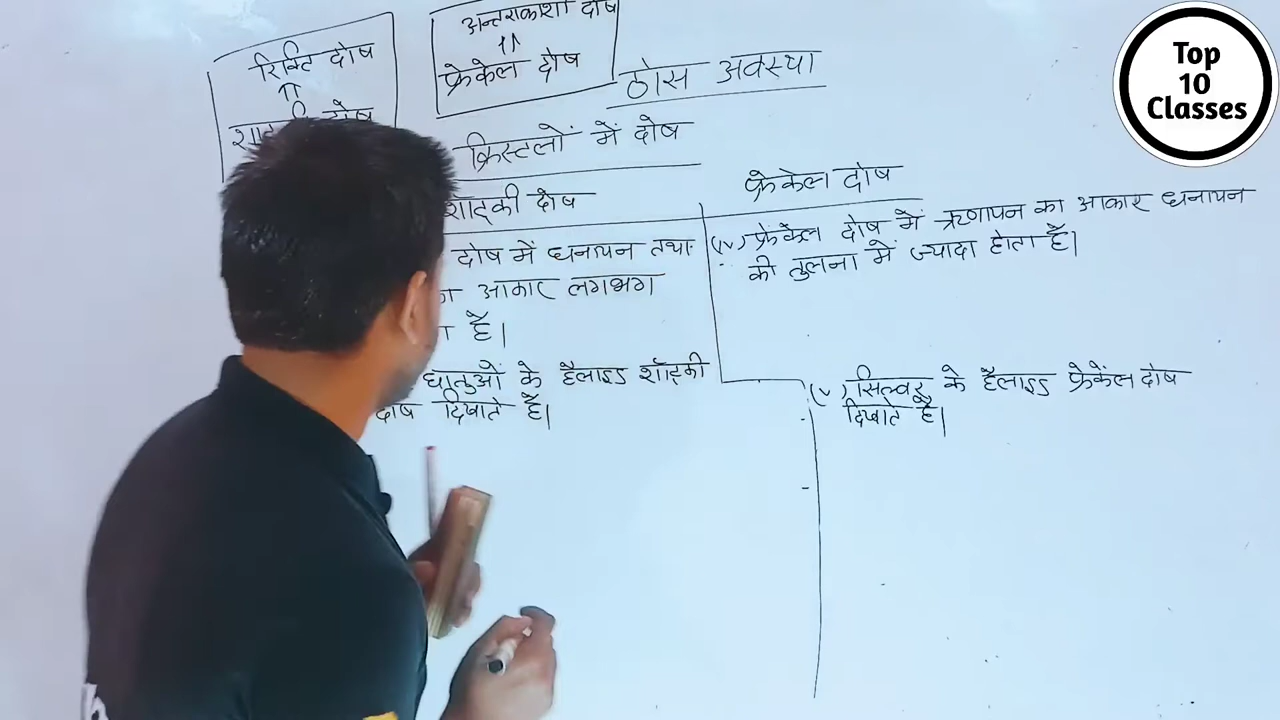 रिक्ति दोष
⇑
दोष
अन्तराकाशी दोष
⇑
फ्रेंकेल दोष
ठोस अवस्था
क्रिस्टलों में दोष
शॉट्की दोष
फ्रेंकेल दोष
दोष में धनायन तथा
आकार लगभग
है।
धातुओं के हैलाइड शॉट्की
दोष दिखाते है।
(iv) फ्रेंकेल दोष में ऋणायन का आकार धनायन
की तुलना में ज्यादा होता है।
(v) सिल्वर के हैलाइड फ्रेंकेल दोष
दिखाते है।
Top
10
Classes